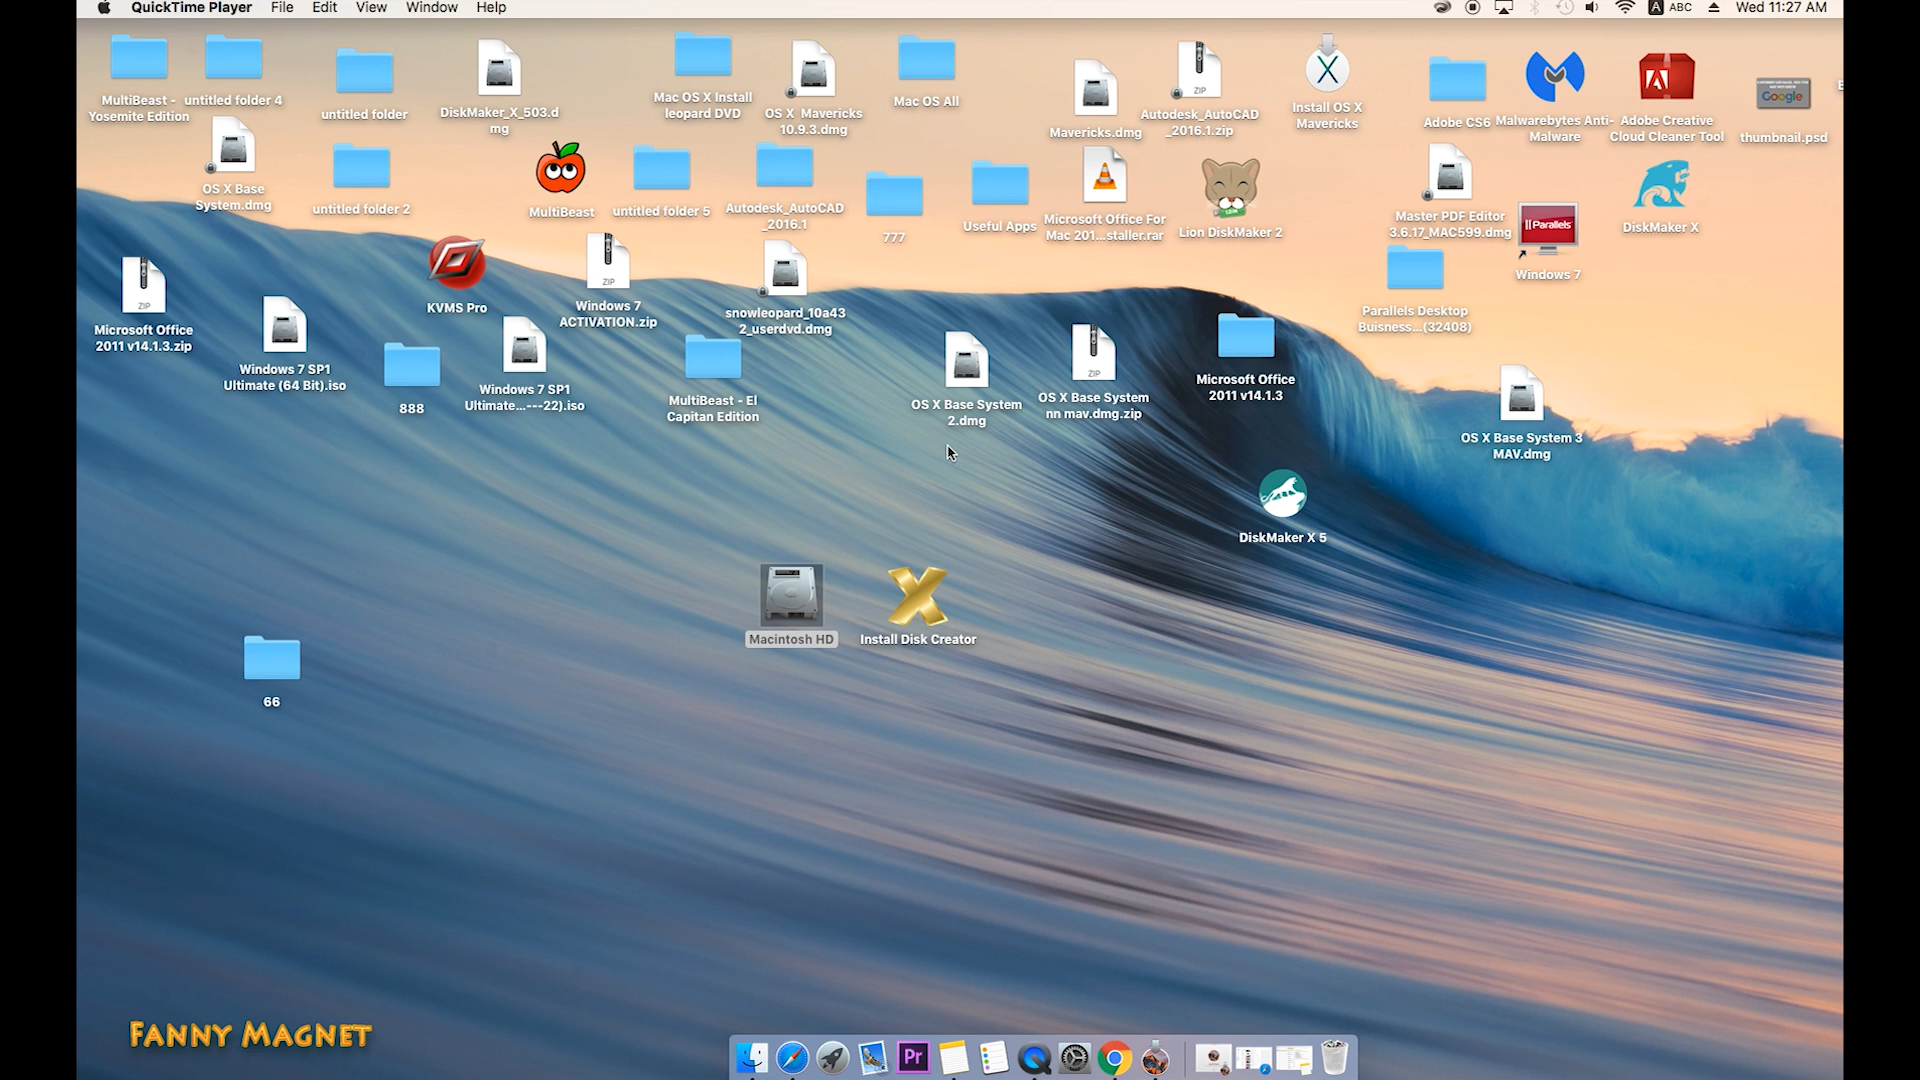 QuickTime Player File Edit View Window Help
ABC Wed 11:27 AM
MultiBeast -
Yosemite Edition
untitled folder 4
untitled folder
DiskMaker_X_503.d
mg
Mac OS X Install
leopard DVD
OS X Mavericks
10.9.3.dmg
Mac OS All
Mavericks.dmg
ZIP
Autodesk_AutoCAD
_2016.1.zip
Install OS X
Mavericks
Adobe CS6
Malwarebytes Anti-
Malware
Adobe Creative
Cloud Cleaner Tool
Google
thumbnail.psd
OS X Base
System.dmg
untitled folder 2
MultiBeast
untitled folder 5
Autodesk_AutoCAD
_2016.1
777
Useful Apps
Microsoft Office For
Mac 201...staller.rar
Lion DiskMaker 2
Master PDF Editor
3.6.17_MAC599.dmg
Parallels
Windows 7
DiskMaker X
ZIP
Microsoft Office
2011 v14.1.3.zip
Windows 7 SP1
Ultimate (64 Bit).iso
KVMS Pro
888
Windows 7 SP1
Ultimate...---22).iso
ZIP
Windows 7
ACTIVATION.zip
snowleopard_10a43
2_userdvd.dmg
MultiBeast - El
Capitan Edition
OS X Base System
2.dmg
ZIP
OS X Base System
nn mav.dmg.zip
Microsoft Office
2011 v14.1.3
Parallels Desktop
Buisness...(32408)
OS X Base System 3
MAV.dmg
DiskMaker X 5
Macintosh HD
Install Disk Creator
66
Fanny Magnet
Pr